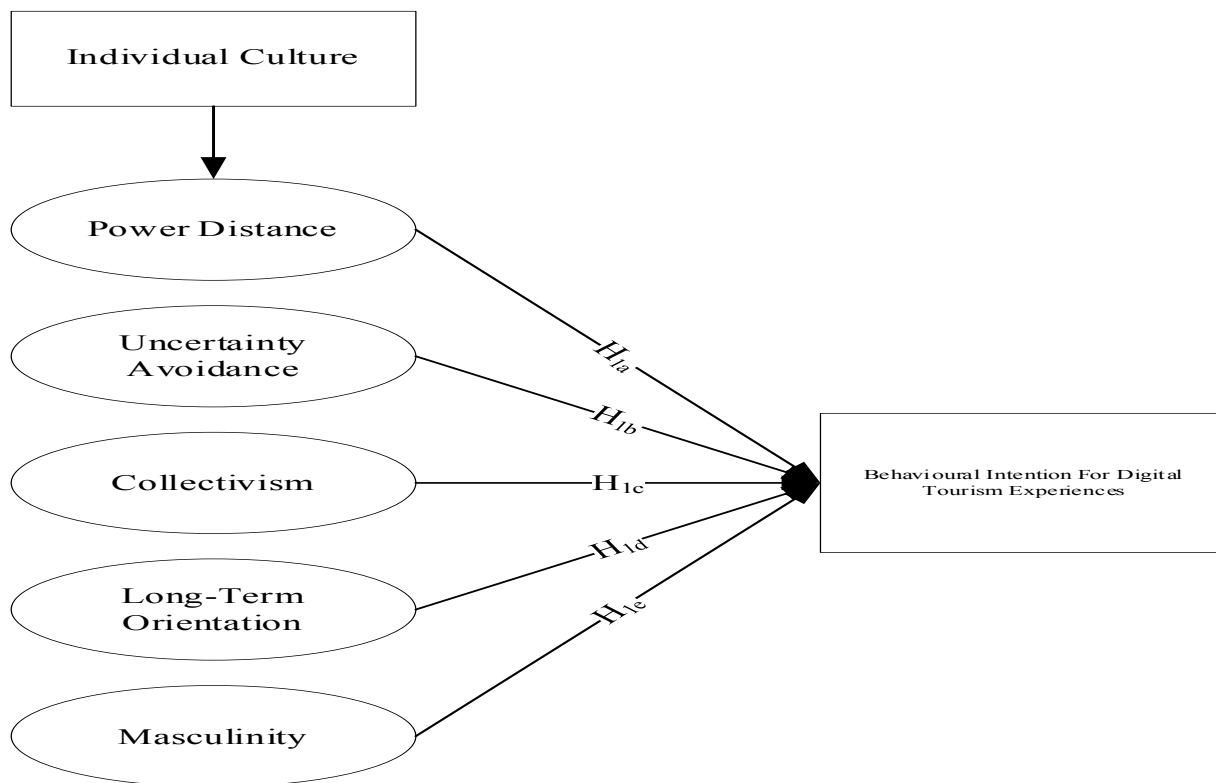 Individual Culture
Power Distance
Uncertainty
Avoidance
Collectivism
Long-Term
Orientation
Masculinity
H1a
H1b
H1c
H1d
H1e
Behavioural Intention For Digital
Tourism Experiences